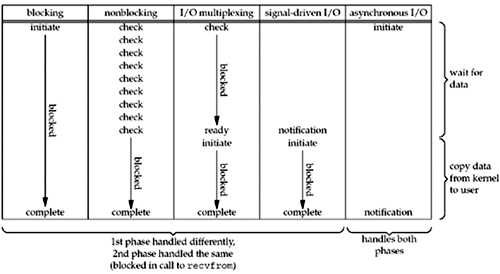 blocking nonblocking I/O multiplexing signal-driven I/O asynchronous I/O
initiate check check initiate
check
check
check
check
check
check
check
check ready notification
initiate initiate
blocked
blocked
blocked
blocked
blocked
complete complete complete complete notification
wait for
data
copy data
from kernel
to user
1st phase handled differently,
2nd phase handled the same
(blocked in call to recvfrom)
handles both
phases